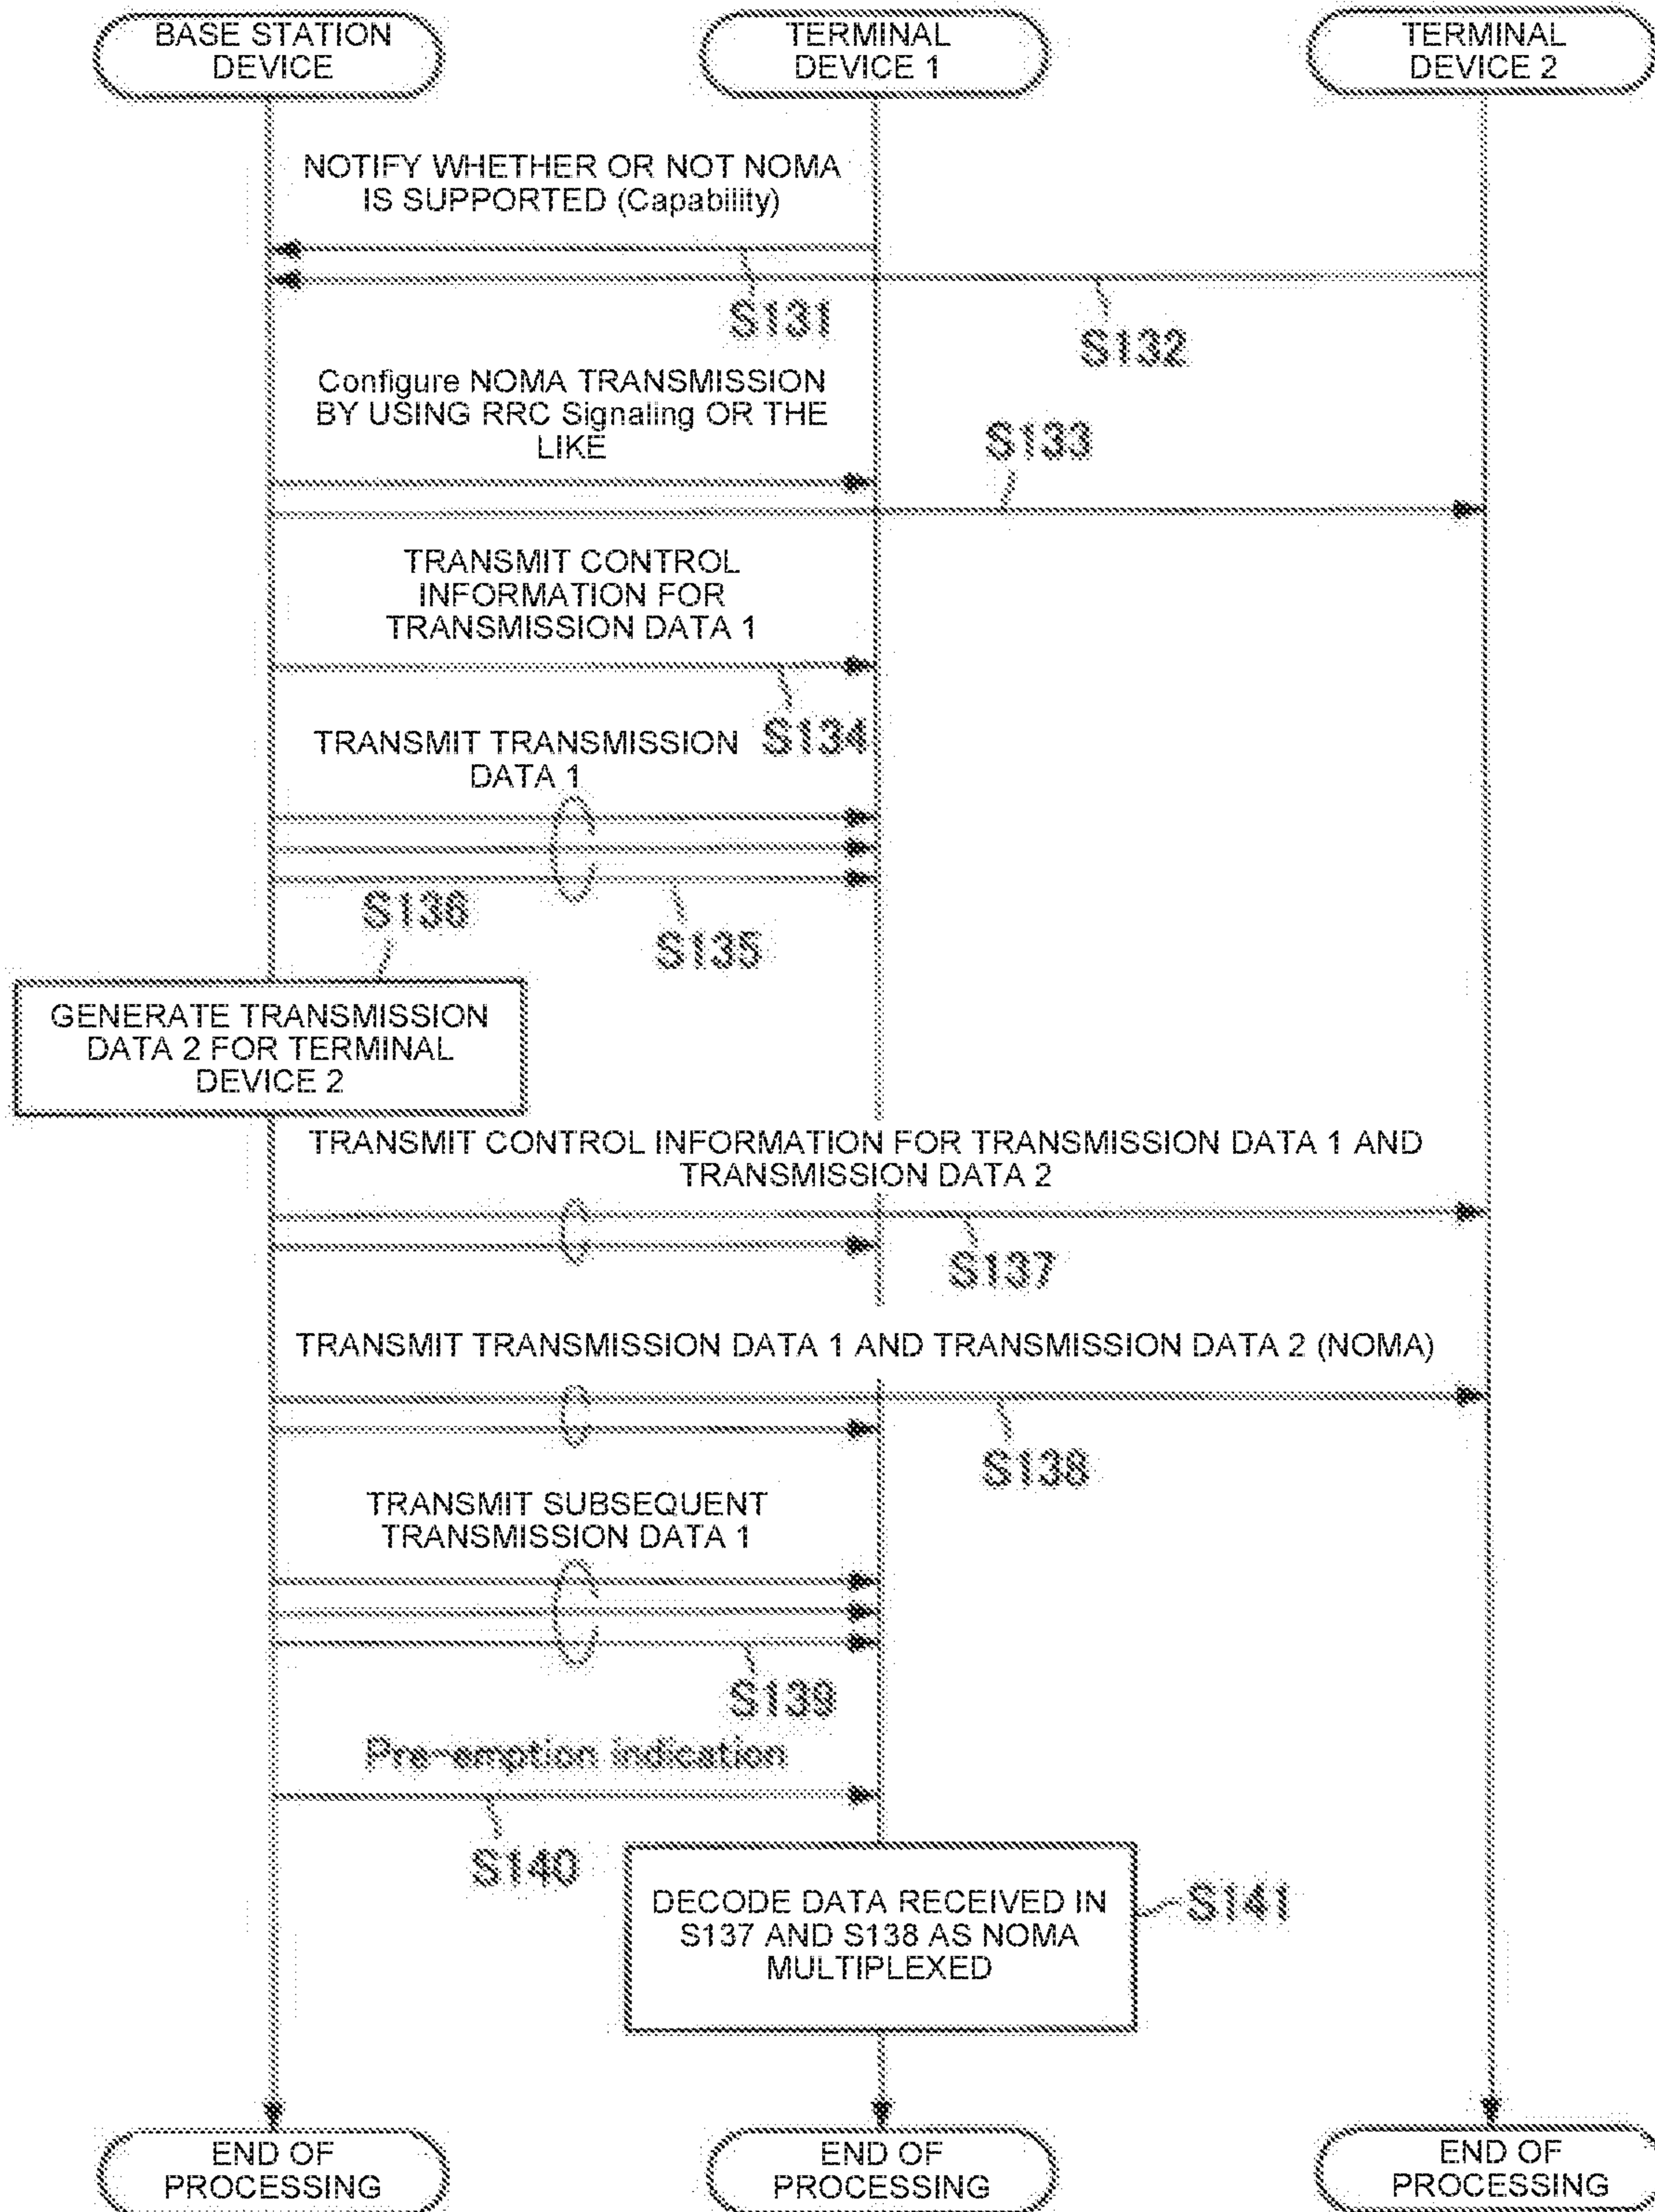 BASE STATION
DEVICE
TERMINAL
DEVICE 1
TERMINAL
DEVICE 2
NOTIFY WHETHER OR NOT NOMA
IS SUPPORTED (Capability)
S131
S132
Configure NOMA TRANSMISSION
BY USING RRC Signaling OR THE
LIKE
S133
TRANSMIT CONTROL
INFORMATION FOR
TRANSMISSION DATA 1
S134
TRANSMIT TRANSMISSION
DATA 1
S136
S135
GENERATE TRANSMISSION
DATA 2 FOR TERMINAL
DEVICE 2
TRANSMIT CONTROL INFORMATION FOR TRANSMISSION DATA 1 AND
TRANSMISSION DATA 2
S137
TRANSMIT TRANSMISSION DATA 1 AND TRANSMISSION DATA 2 (NOMA)
S138
TRANSMIT SUBSEQUENT
TRANSMISSION DATA 1
S139
Pre-emption indication
S140
DECODE DATA RECEIVED IN
S137 AND S138 AS NOMA
MULTIPLEXED
S141
END OF
PROCESSING
END OF
PROCESSING
END OF
PROCESSING